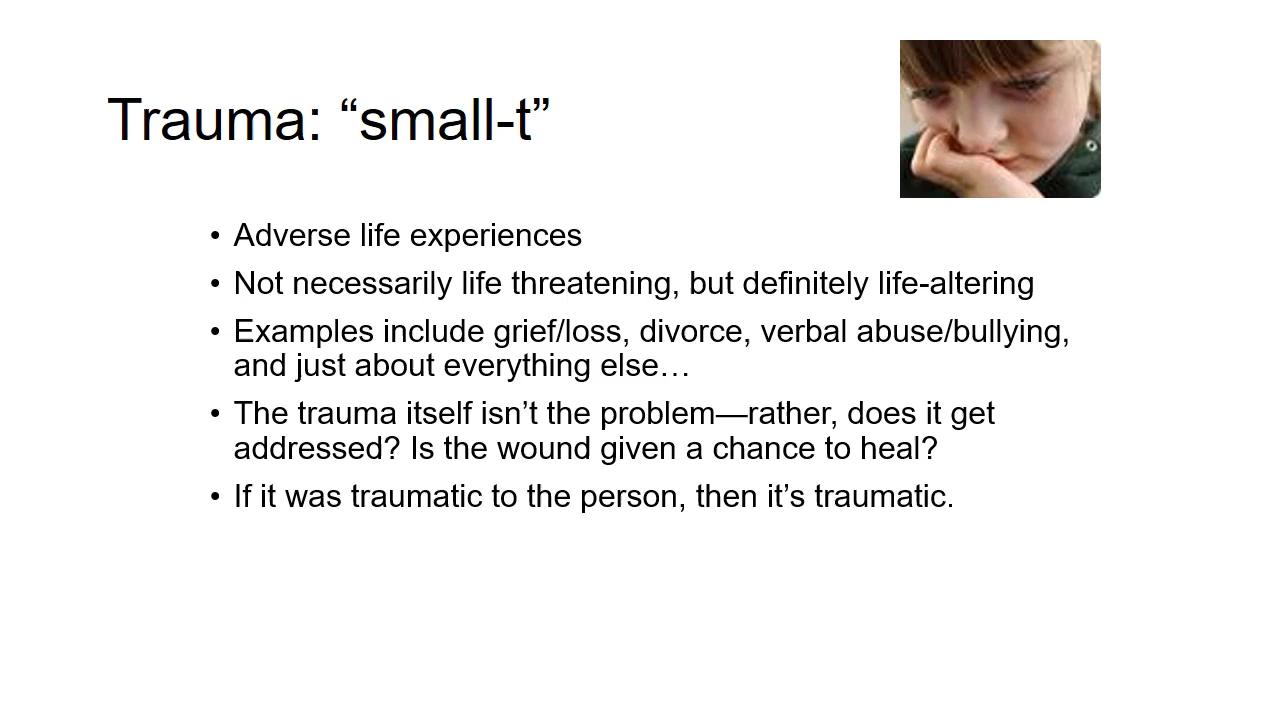 Trauma: “small-t”
• Adverse life experiences
• Not necessarily life threatening, but definitely life-altering
• Examples include grief/loss, divorce, verbal abuse/bullying,
and just about everything else…
• The trauma itself isn’t the problem—rather, does it get
addressed? Is the wound given a chance to heal?
• If it was traumatic to the person, then it’s traumatic.